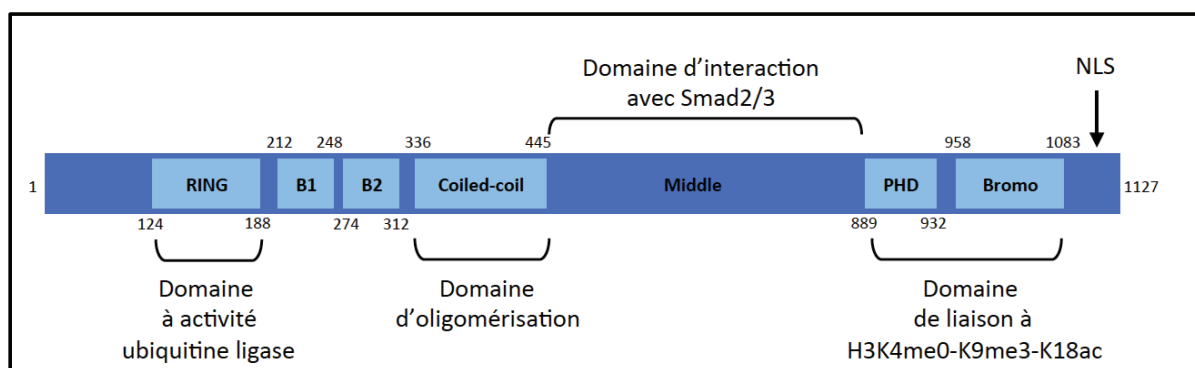 Domaine d'interaction
avec Smad2/3
NLS
212 248 336 445 958 1083
1 RING B1 B2 Coiled-coil Middle PHD Bromo 1127
124 188 274 312 889 932
Domaine
à activité
ubiquitine ligase
Domaine
d'oligomérisation
Domaine
de liaison à
H3K4me0-K9me3-K18ac